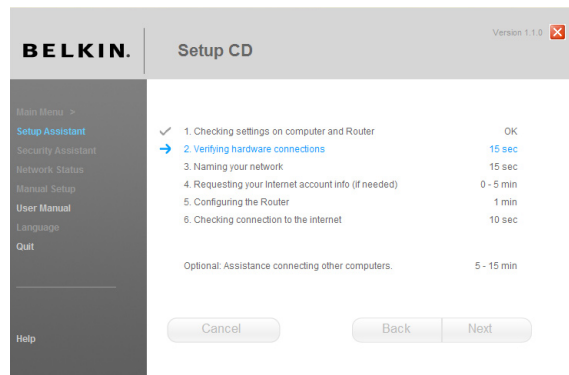 BELKIN.
Setup CD
Version 1.1.0
Main Menu >
Setup Assistant
Security Assistant
Network Status
Manual Setup
User Manual
Language
Quit
Help
1. Checking settings on computer and Router OK
2. Verifying hardware connections 15 sec
3. Naming your network 15 sec
4. Requesting your Internet account info (if needed) 0 - 5 min
5. Configuring the Router 1 min
6. Checking connection to the internet 10 sec
Optional: Assistance connecting other computers. 5 - 15 min
Cancel Back Next